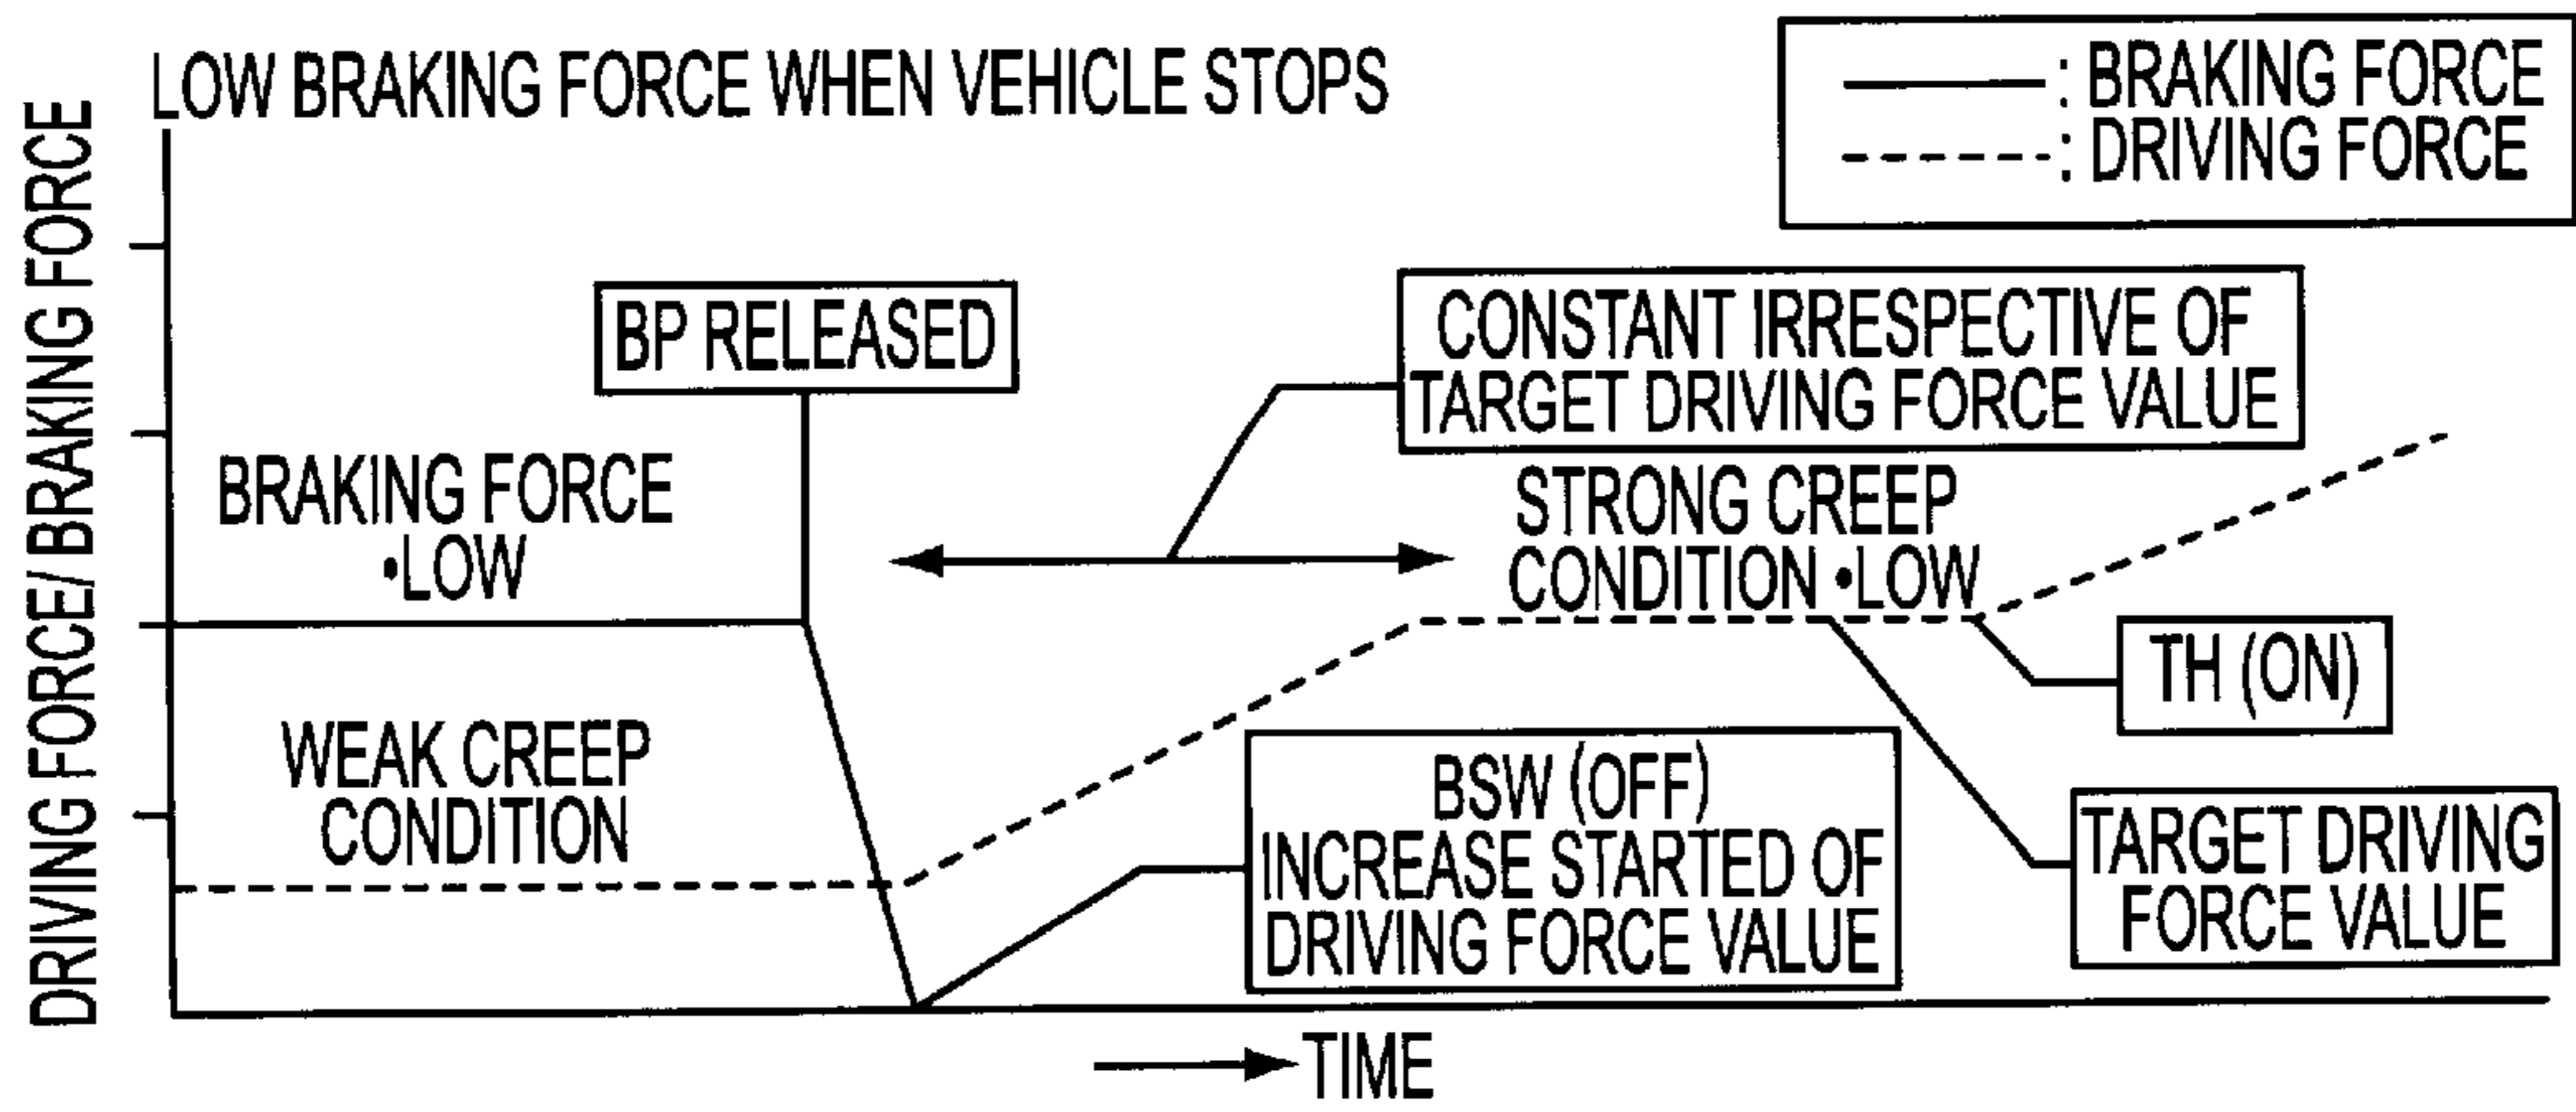 LOW BRAKING FORCE WHEN VEHICLE STOPS
: BRAKING FORCE
: DRIVING FORCE
DRIVING FORCE/ BRAKING FORCE
BP RELEASED
CONSTANT IRRESPECTIVE OF
TARGET DRIVING FORCE VALUE
BRAKING FORCE
•LOW
STRONG CREEP
CONDITION •LOW
TH (ON)
WEAK CREEP
CONDITION
BSW (OFF)
INCREASE STARTED OF
DRIVING FORCE VALUE
TARGET DRIVING
FORCE VALUE
TIME